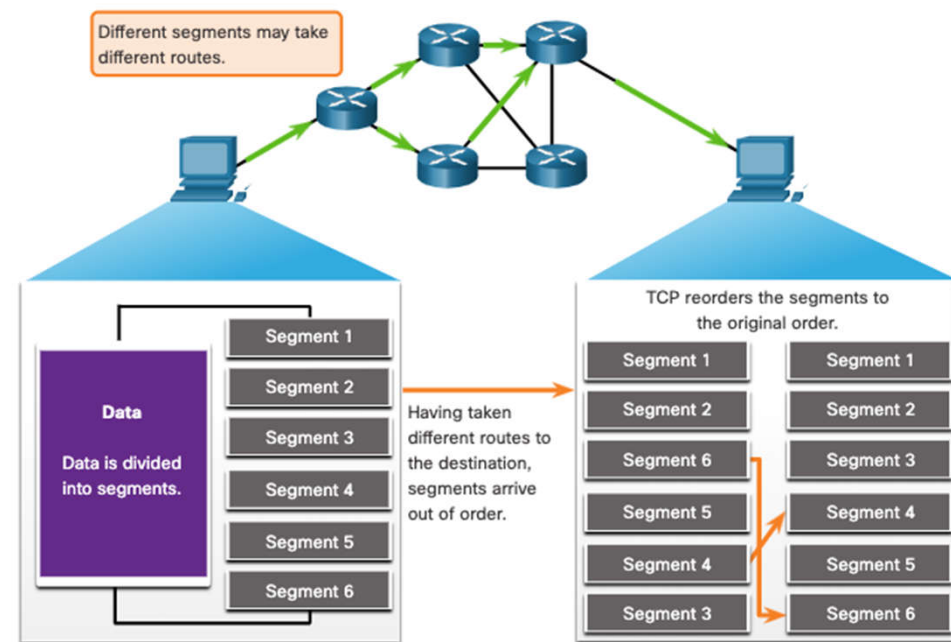 Different segments may take
different routes.
Data
Data is divided
into segments.
Segment 1
Segment 2
Segment 3
Segment 4
Segment 5
Segment 6
Having taken
different routes to
the destination,
segments arrive
out of order.
TCP reorders the segments to
the original order.
Segment 1
Segment 2
Segment 6
Segment 5
Segment 4
Segment 3
Segment 1
Segment 2
Segment 3
Segment 4
Segment 5
Segment 6